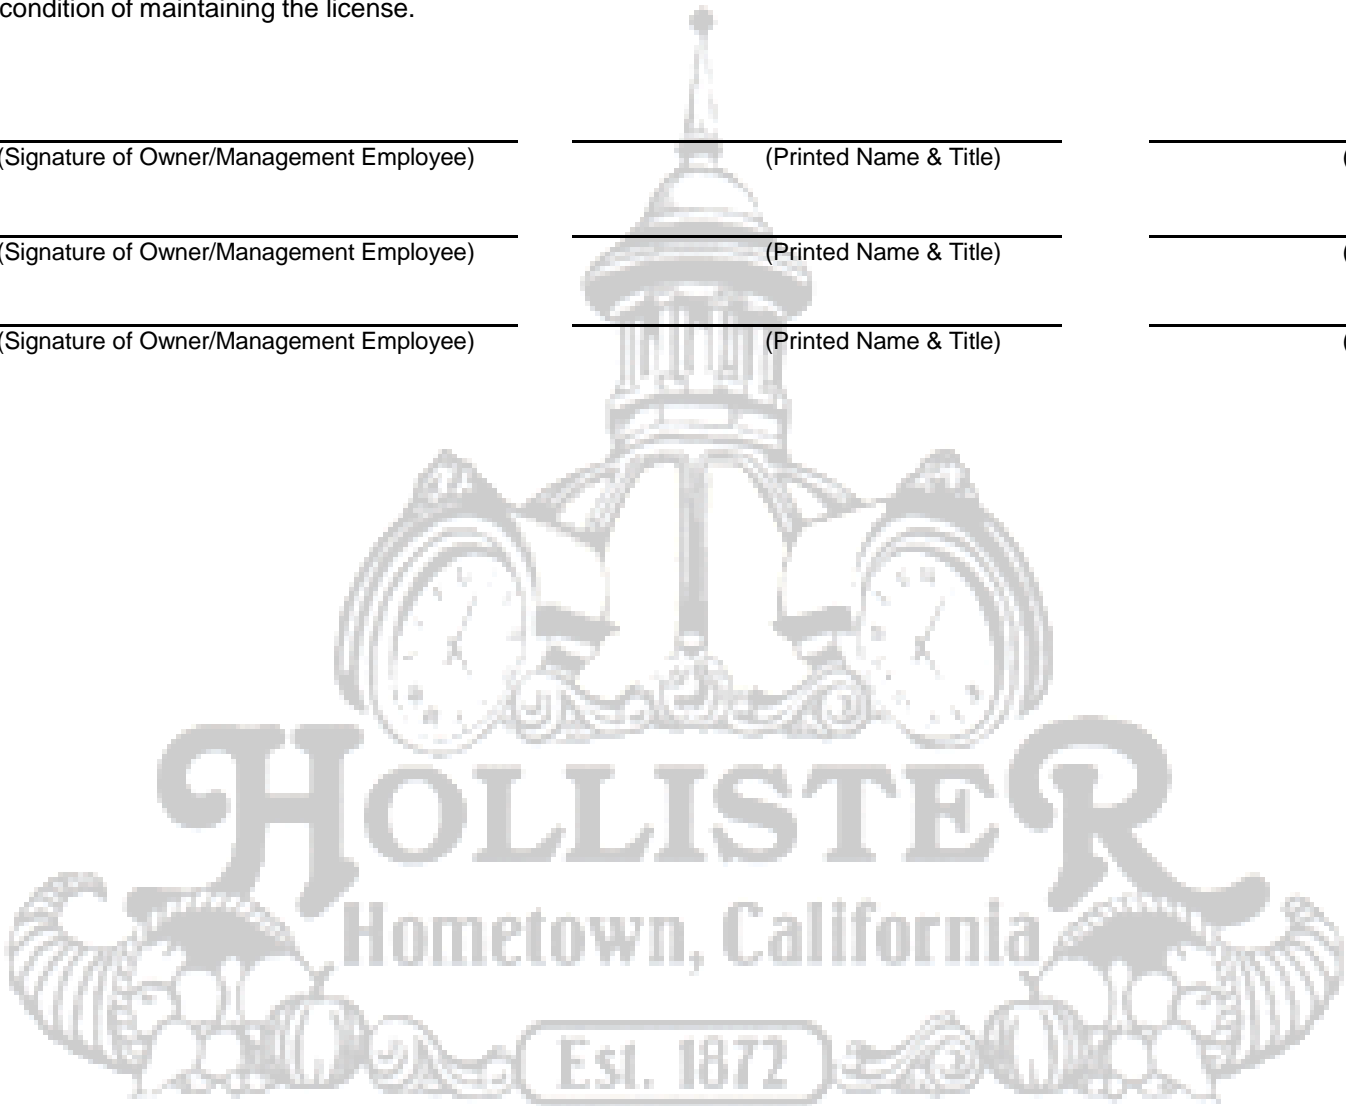 condition of maintaining the license.
(Signature of Owner/Management Employee) (Printed Name & Title) (
(Signature of Owner/Management Employee) (Printed Name & Title) (
(Signature of Owner/Management Employee) (Printed Name & Title) (
HOLLISTER
Hometown, California
Est. 1872